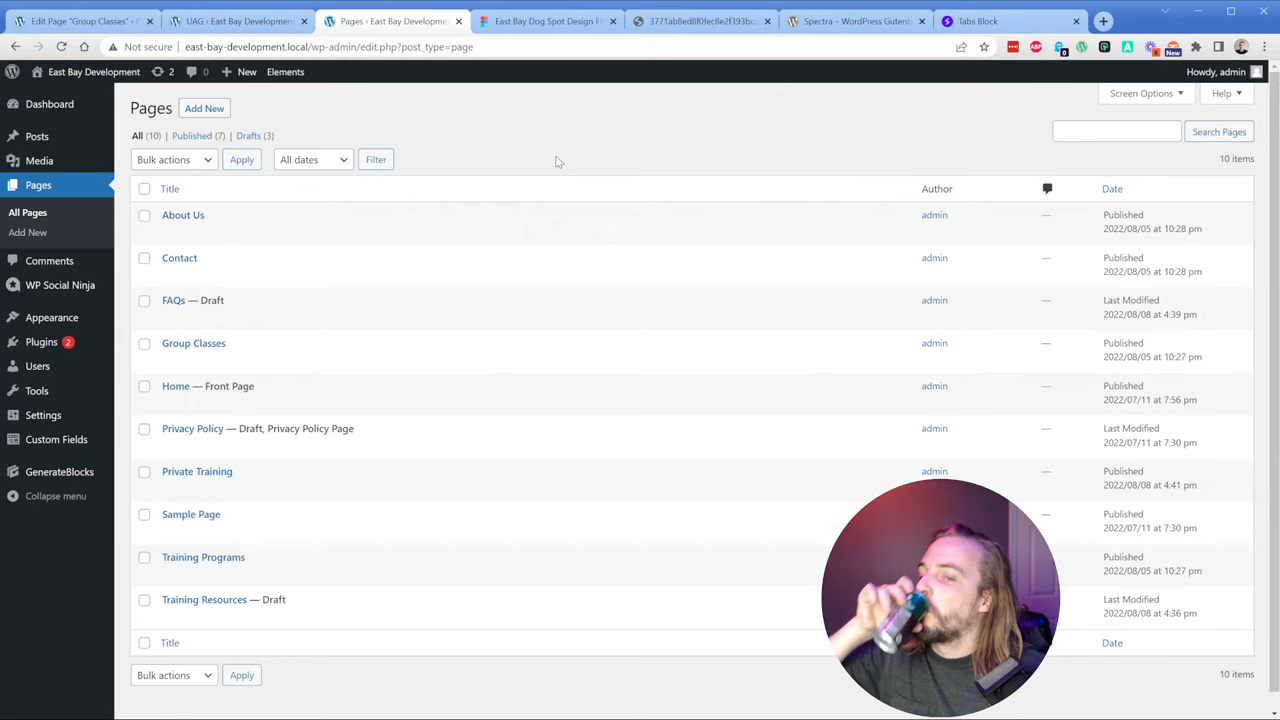 Edit Page "Group Classes" ‹
UAG ‹ East Bay Development
Pages ‹ East Bay Developme
East Bay Dog Spot Design F
3771ab8ed8f0fec8e2f393bc
Spectra – WordPress Gutenb
Tabs Block
Not secure
east-bay-development.local/wp-admin/edit.php?post_type=page
New
East Bay Development
2
0
New
Elements
Howdy, admin
Dashboard
Posts
Media
Pages
All Pages
Add New
Comments
WP Social Ninja
Appearance
Plugins 2
Users
Tools
Settings
Custom Fields
GenerateBlocks
Collapse menu
Pages
Add New
Screen Options
Help
All (10) | Published (7) | Drafts (3)
Search Pages
Bulk actions
Apply
All dates
Filter
10 items
Title
Author
Date
About Us
admin
—
Published
2022/08/05 at 10:28 pm
Contact
admin
—
Published
2022/08/05 at 10:28 pm
FAQs — Draft
admin
—
Last Modified
2022/08/08 at 4:39 pm
Group Classes
admin
—
Published
2022/08/05 at 10:27 pm
Home — Front Page
admin
—
Published
2022/07/11 at 7:56 pm
Privacy Policy — Draft, Privacy Policy Page
admin
—
Last Modified
2022/07/11 at 7:30 pm
Private Training
admin
—
Published
2022/08/08 at 4:41 pm
Sample Page
—
Published
2022/07/11 at 7:30 pm
Training Programs
Published
2022/08/05 at 10:27 pm
Training Resources — Draft
Last Modified
2022/08/08 at 4:36 pm
Title
Date
Bulk actions
Apply
10 items